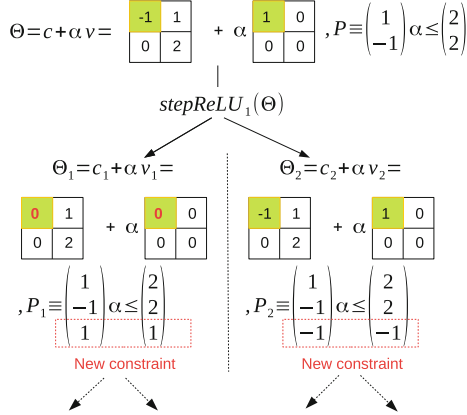 Θ=c+αv= -1 1 0 2 + α 1 0 0 0 , P≡(1 −1)α≤(2 2)
stepReLU₁(Θ)
Θ₁=c₁+αv₁= Θ₂=c₂+αv₂=
0 1 0 2 + α 0 0 0 0 -1 1 0 2 + α 1 0 0 0
, P₁≡(1 −1 1)α≤(2 2 1) , P₂≡(1 −1 −1)α≤(2 2 −1)
New constraint New constraint